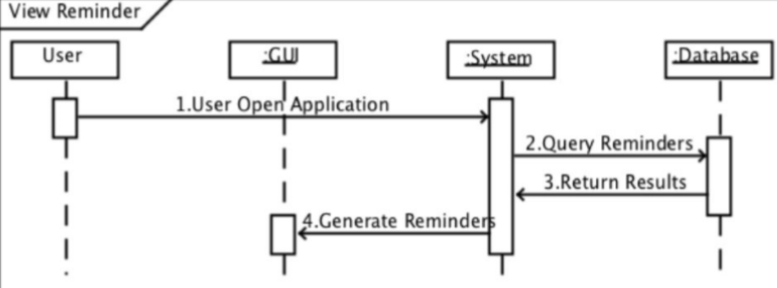 View Reminder
User
:GUI
:System
:Database
1.User Open Application
2.Query Reminders
3.Return Results
4.Generate Reminders